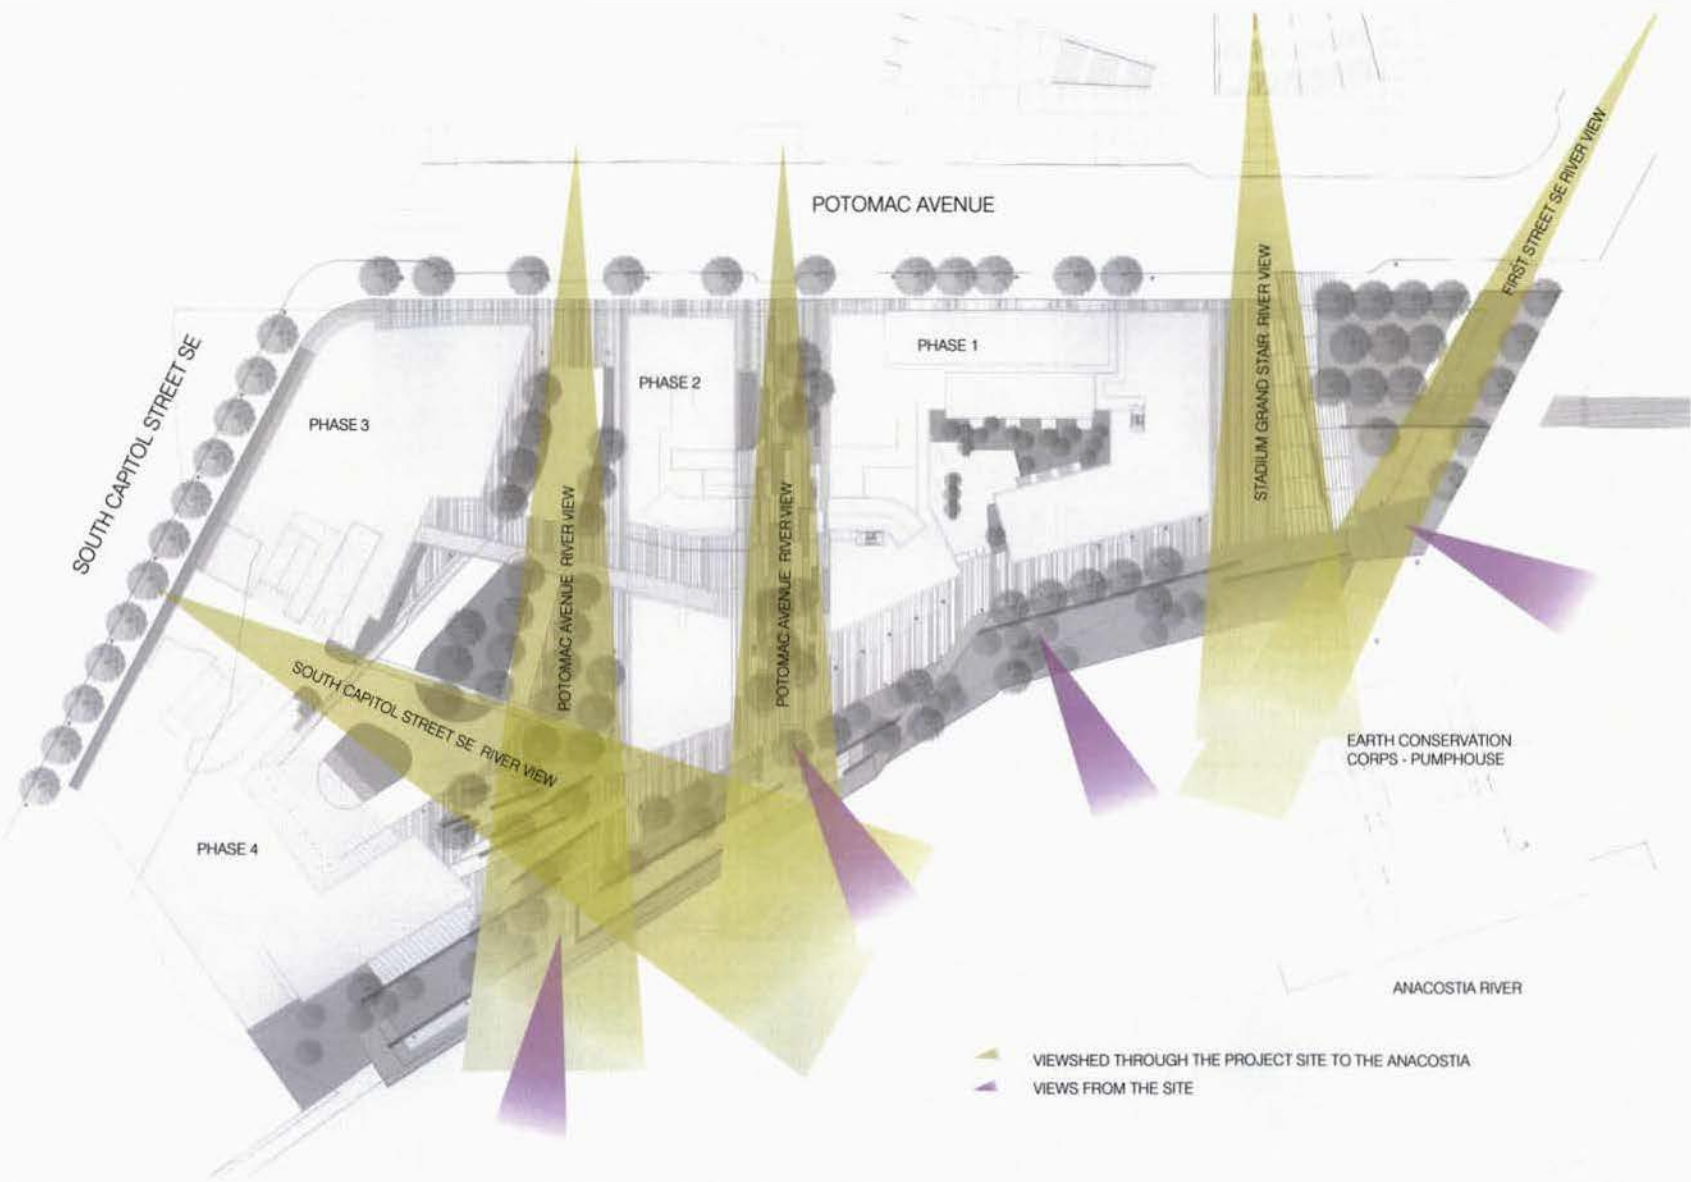 POTOMAC AVENUE
FIRST STREET SE RIVER VIEW
STADIUM GRAND STAIR RIVER VIEW
SOUTH CAPITOL STREET SE
PHASE 1
PHASE 2
PHASE 3
POTOMAC AVENUE RIVER VIEW
POTOMAC AVENUE RIVER VIEW
SOUTH CAPITOL STREET SE RIVER VIEW
EARTH CONSERVATION
CORPS - PUMPHOUSE
PHASE 4
ANACOSTIA RIVER
VIEWSHED THROUGH THE PROJECT SITE TO THE ANACOSTIA
VIEWS FROM THE SITE